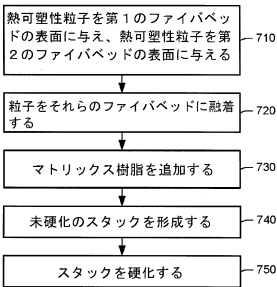 熱可塑性粒子を第1のファイバベッ
ドの表面に与え、熱可塑性粒子を第
2のファイバベッドの表面に与える
710
粒子をそれらのファイバベッドに融着
する
720
マトリックス樹脂を追加する
730
未硬化のスタックを形成する
740
スタックを硬化する
750